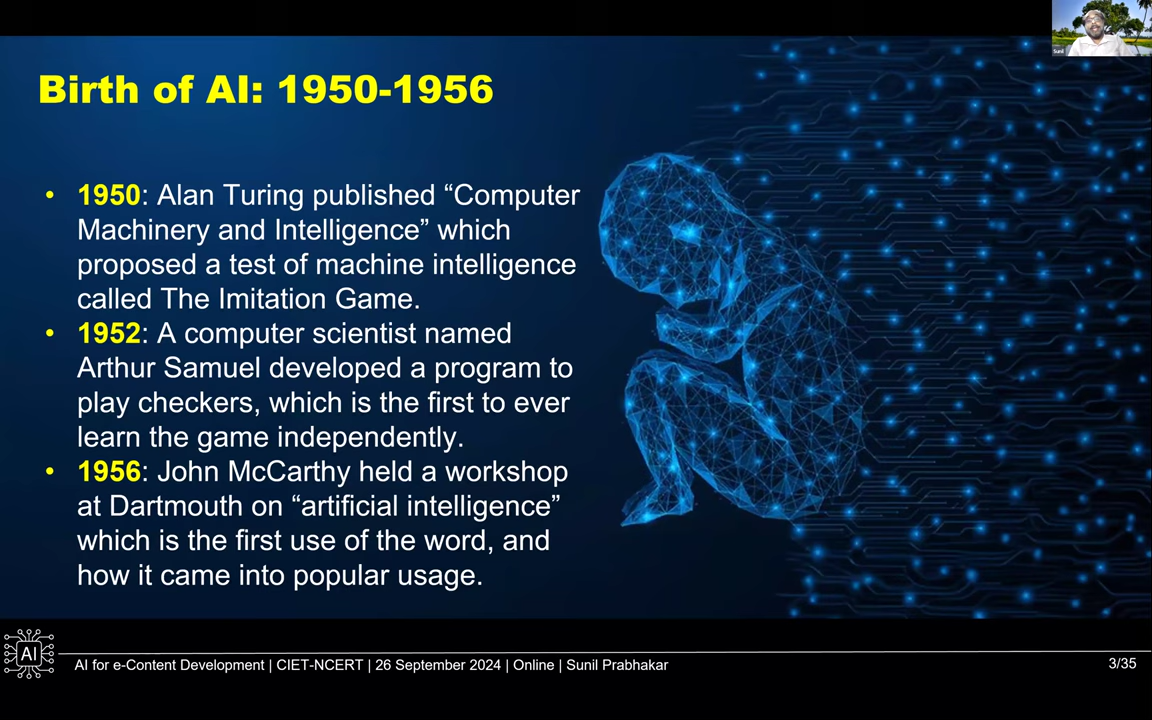 Sunil
Birth of AI: 1950-1956
• 1950: Alan Turing published “Computer
Machinery and Intelligence” which
proposed a test of machine intelligence
called The Imitation Game.
• 1952: A computer scientist named
Arthur Samuel developed a program to
play checkers, which is the first to ever
learn the game independently.
• 1956: John McCarthy held a workshop
at Dartmouth on “artificial intelligence”
which is the first use of the word, and
how it came into popular usage.
AI
AI for e-Content Development | CIET-NCERT | 26 September 2024 | Online | Sunil Prabhakar
3/35